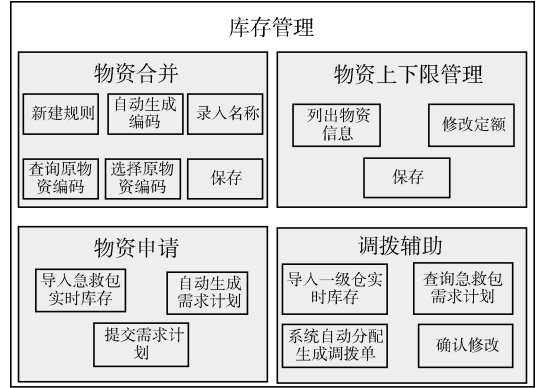 库存管理
物资合并
新建规则
自动生成
编码
录入名称
查询原物
资编码
选择原物
资编码
保存
物资上下限管理
列出物资
信息
修改定额
保存
物资申请
导入急救包
实时库存
自动生成
需求计划
提交需求计
划
调拨辅助
导入一级仓实
时库存
查询急救包
需求计划
系统自动分配
生成调拨单
确认修改